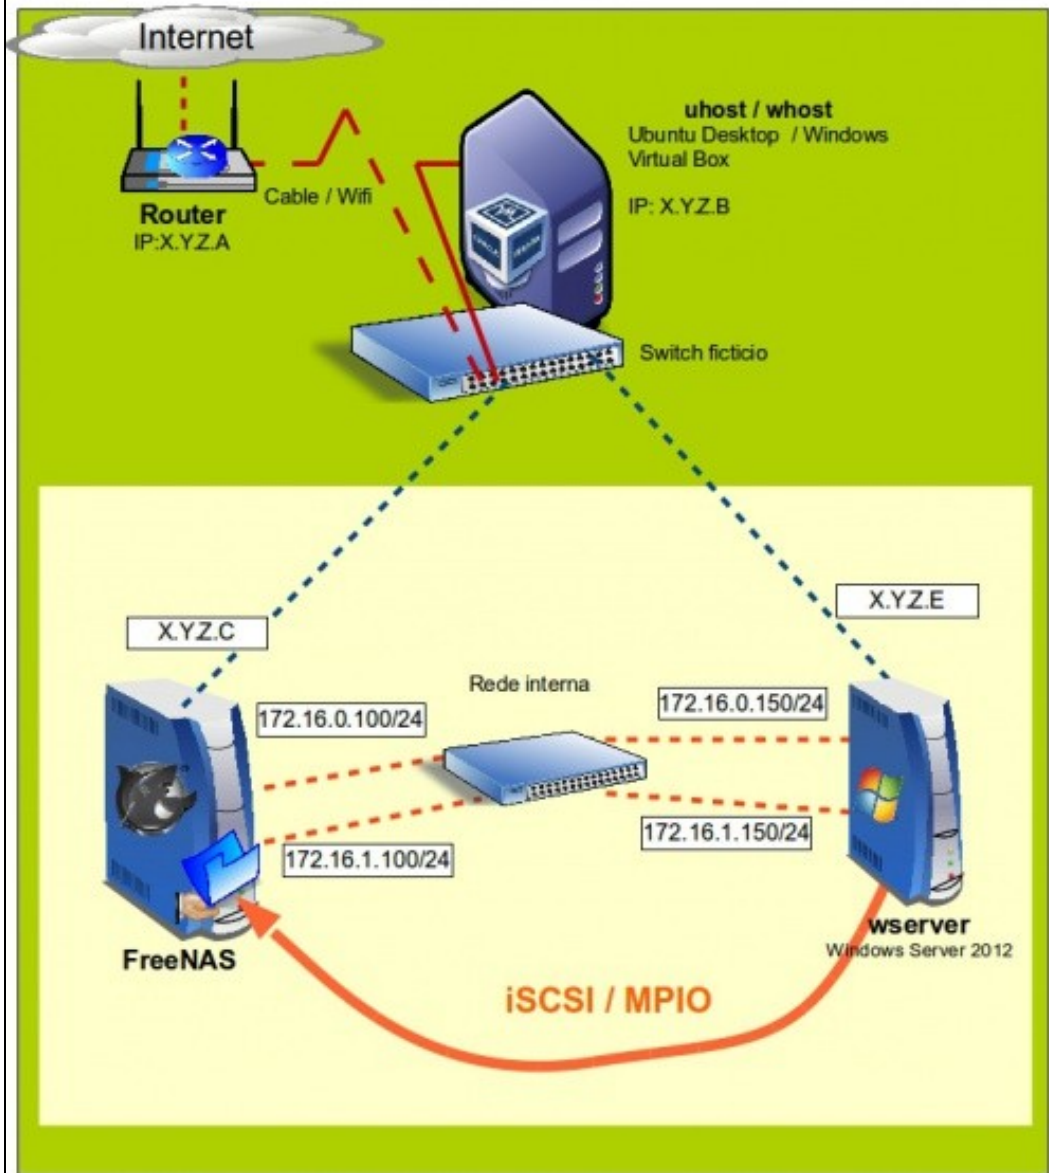 Internet
uhost / whost
Ubuntu Desktop / Windows
Virtual Box
IP: X.Y.Z.B
Cable / Wifi
Router
IP:X.Y.Z.A
Switch ficticio
X.Y.Z.C
X.Y.Z.E
Rede interna
172.16.0.100/24
172.16.0.150/24
172.16.1.100/24
172.16.1.150/24
FreeNAS
wserver
Windows Server 2012
iSCSI / MPIO